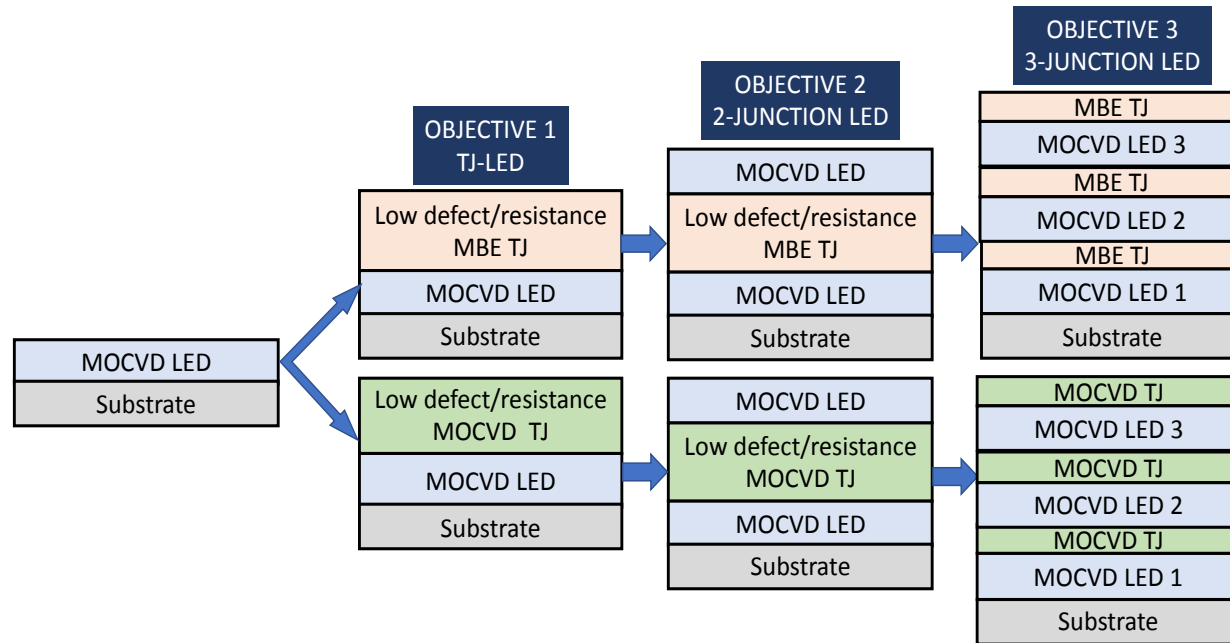 MOCVD LED
Substrate
OBJECTIVE 1
TJ-LED
Low defect/resistance
MBE TJ
MOCVD LED
Substrate
Low defect/resistance
MOCVD TJ
MOCVD LED
Substrate
OBJECTIVE 2
2-JUNCTION LED
MOCVD LED
Low defect/resistance
MBE TJ
MOCVD LED
Substrate
MOCVD LED
Low defect/resistance
MOCVD TJ
MOCVD LED
Substrate
OBJECTIVE 3
3-JUNCTION LED
MBE TJ
MOCVD LED 3
MBE TJ
MOCVD LED 2
MBE TJ
MOCVD LED 1
Substrate
MOCVD TJ
MOCVD LED 3
MOCVD TJ
MOCVD LED 2
MOCVD TJ
MOCVD LED 1
Substrate